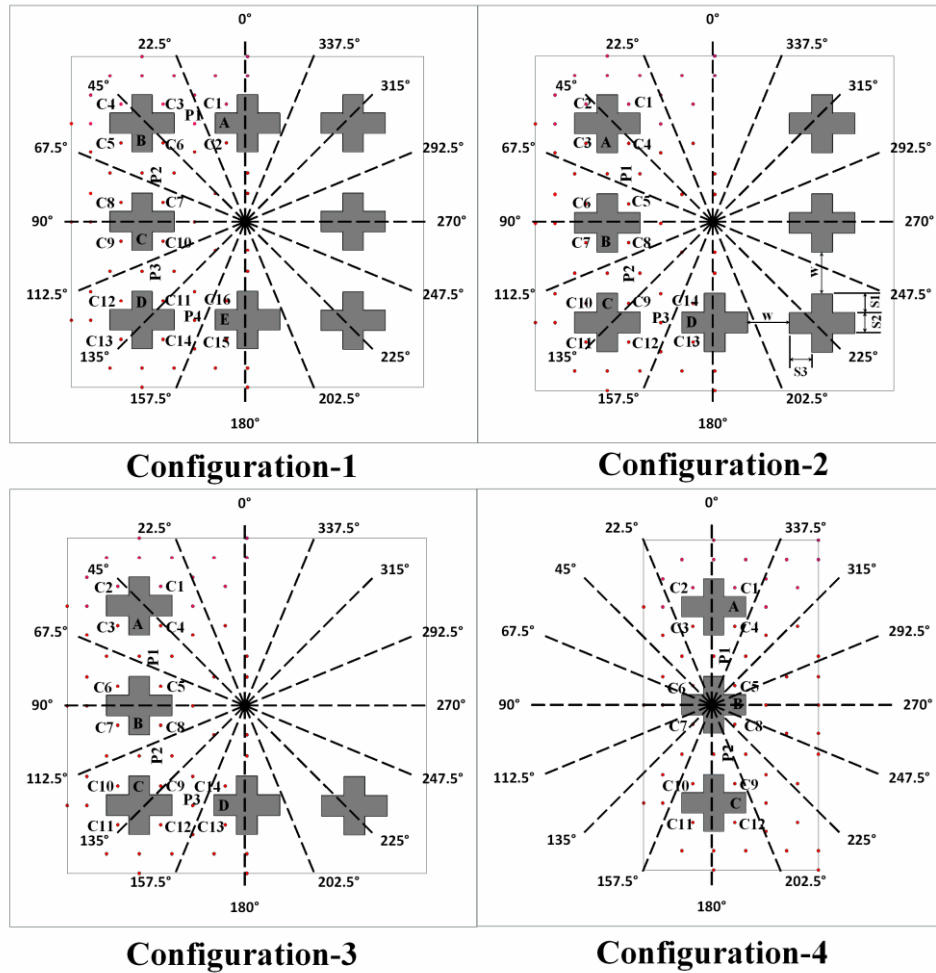 0°
22.5° 337.5°
45° 315°
C4 C3 P1 C1 A
C5 B C6 C2
67.5° P2 292.5°
C8 C7
90° 270°
C9 C C10
P3
112.5° 247.5°
C12 D C11 P4 C16 E
C13 C14 C15
135° 225°
157.5° 202.5°
180°
Configuration-1
0°
22.5° 337.5°
45° 315°
C2 C1
C3 A C4
67.5° P1 292.5°
C6 C5
90° 270°
C7 B C8
P2 w
112.5° 247.5°
C10 C C9 P3 C14 D w S1
C11 C12 C13 S2
135° S3 225°
157.5° 202.5°
180°
Configuration-2
0°
22.5° 337.5°
45° 315°
C2 C1
C3 A C4
67.5° P1 292.5°
C6 C5
90° 270°
C7 B C8
P2
112.5° 247.5°
C10 C C9 P3 C14 D
C11 C12 C13
135° 225°
157.5° 202.5°
180°
Configuration-3
0°
22.5° 337.5°
45° 315°
C2 C1
A
C3 C4
67.5° P1 292.5°
C6 C5
90° B 270°
C7 C8
P2
112.5° 247.5°
C10 C9
C
C11 C12
135° 225°
157.5° 202.5°
180°
Configuration-4